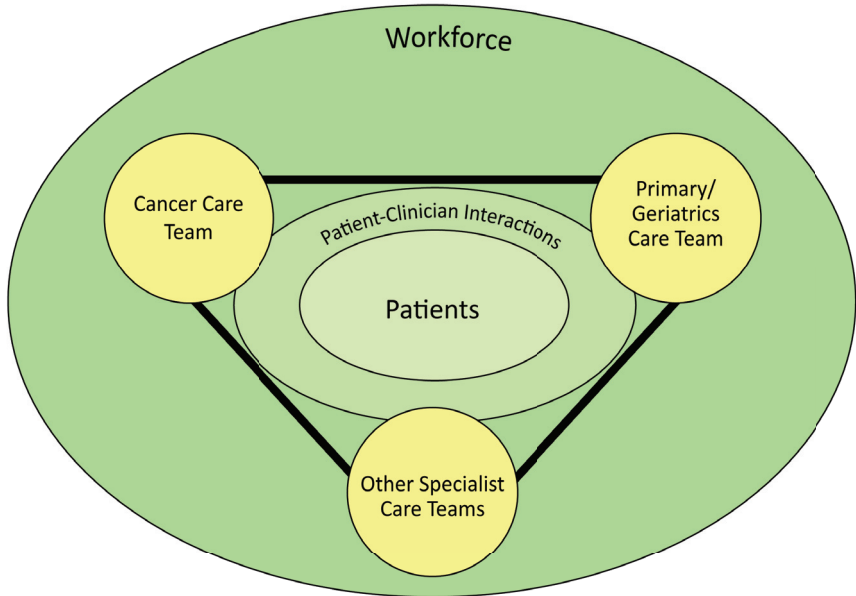 Workforce
Cancer Care
Team
Primary/
Geriatrics
Care Team
Patient-Clinician Interactions
Patients
Other Specialist
Care Teams